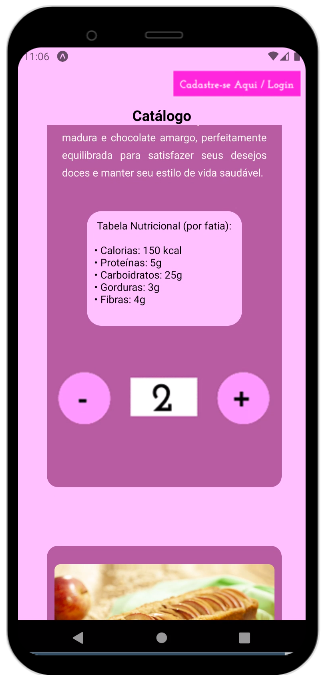 11:06
Cadastre-se Aqui / Login
Catálogo
madura e chocolate amargo, perfeitamente
equilibrada para satisfazer seus desejos
doces e manter seu estilo de vida saudável.
Tabela Nutricional (por fatia):
• Calorias: 150 kcal
• Proteínas: 5g
• Carboidratos: 25g
• Gorduras: 3g
• Fibras: 4g
- 2 +